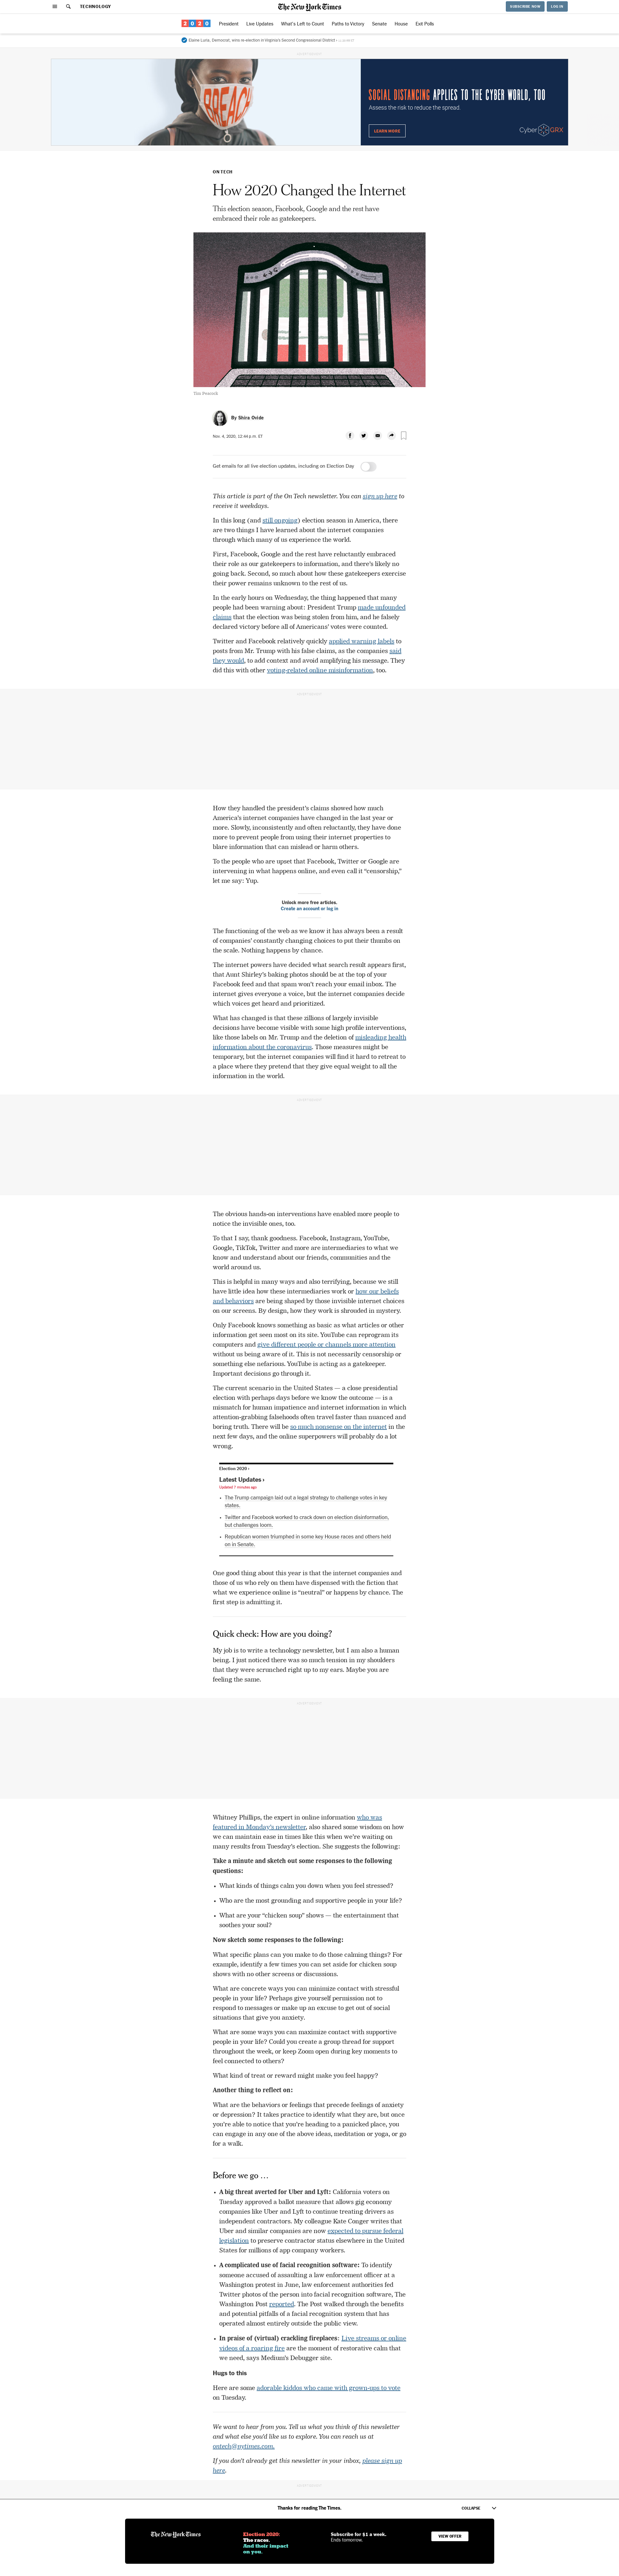 TECHNOLOGY
The New York Times
SUBSCRIBE NOW
LOG IN
2020
President
Live Updates
What's Left to Count
Paths to Victory
Senate
House
Exit Polls
Elaine Luria, Democrat, wins re-election in Virginia's Second Congressional District ›
ADVERTISEMENT
BREACH
SOCIAL DISTANCING APPLIES TO THE CYBER WORLD, TOO
Assess the risk to reduce the spread.
LEARN MORE
CyberGRX
ON TECH
How 2020 Changed the Internet
This election season, Facebook, Google and the rest have
embraced their role as gatekeepers.
Tim Peacock
By Shira Ovide
Nov. 4, 2020, 12:44 p.m. ET
Get emails for all live election updates, including on Election Day.
This article is part of the On Tech newsletter. You can sign up here to
receive it weekdays.
In this long (and still ongoing) election season in America, there
are two things I have learned about the internet companies
through which many of us experience the world.
First, Facebook, Google and the rest have reluctantly embraced
their role as our gatekeepers to information, and there's likely no
going back. Second, so much about how these gatekeepers exercise
their power remains unknown to the rest of us.
In the early hours on Wednesday, the thing happened that many
people had been warning about: President Trump made unfounded
claims that the election was being stolen from him, and he falsely
declared victory before all of Americans' votes were counted.
Twitter and Facebook relatively quickly applied warning labels to
posts from Mr. Trump with his false claims, as the companies said
they would, to add context and avoid amplifying his message. They
did this with other voting-related online misinformation, too.
ADVERTISEMENT
How they handled the president's claims showed how much
America's internet companies have changed in the last year or
more. Slowly, inconsistently and often reluctantly, they have done
more to prevent people from using their internet properties to
blare information that can mislead or harm others.
To the people who are upset that Facebook, Twitter or Google are
intervening in what happens online, and even call it “censorship,”
let me say: Yup.
Unlock more free articles.
Create an account or log in
The functioning of the web as we know it has always been a result
of companies' constantly changing choices to put their thumbs on
the scale. Nothing happens by chance.
The internet powers have decided what search result appears first,
that Aunt Shirley's baking photos should be at the top of your
Facebook feed and that spam won't reach your email inbox. The
internet gives everyone a voice, but the internet companies decide
which voices get heard and prioritized.
What has changed is that these zillions of largely invisible
decisions have become visible with some high profile interventions,
like those labels on Mr. Trump and the deletion of misleading health
information about the coronavirus. Those measures might be
temporary, but the internet companies will find it hard to retreat to
a place where they pretend that they give equal weight to all the
information in the world.
ADVERTISEMENT
The obvious hands-on interventions have enabled more people to
notice the invisible ones, too.
To that I say, thank goodness. Facebook, Instagram, YouTube,
Google, TikTok, Twitter and more are intermediaries to what we
know and understand about our friends, communities and the
world around us.
This is helpful in many ways and also terrifying, because we still
have little idea how these intermediaries work or how our beliefs
and behaviors are being shaped by those invisible internet choices
on our screens. By design, how they work is shrouded in mystery.
Only Facebook knows something as basic as what articles or other
information get seen most on its site. YouTube can reprogram its
computers and give different people or channels more attention
without us being aware of it. This is not necessarily censorship or
something else nefarious. YouTube is acting as a gatekeeper.
Important decisions go through it.
The current scenario in the United States — a close presidential
election with perhaps days before we know the outcome — is a
mismatch for human impatience and internet information in which
attention-grabbing falsehoods often travel faster than nuanced and
boring truth. There will be so much nonsense on the internet in the
next few days, and the online superpowers will probably do a lot
wrong.
Election 2020 ›
Latest Updates ›
Updated 7 minutes ago
• The Trump campaign laid out a legal strategy to challenge votes in key
states.
• Twitter and Facebook worked to crack down on election disinformation,
but challenges loom.
• Republican women triumphed in some key House races and others held
on in Senate.
One good thing about this year is that the internet companies and
those of us who rely on them have dispensed with the fiction that
what we experience online is “neutral” or happens by chance. The
first step is admitting it.
Quick check: How are you doing?
My job is to write a technology newsletter, but I am also a human
being. I just noticed there was so much tension in my shoulders
that they were scrunched right up to my ears. Maybe you are
feeling the same.
ADVERTISEMENT
Whitney Phillips, the expert in online information who was
featured in Monday's newsletter, also shared some wisdom on how
we can maintain ease in times like this when we're waiting on
many results from Tuesday's election. She suggests the following:
Take a minute and sketch out some responses to the following
questions:
• What kinds of things calm you down when you feel stressed?
• Who are the most grounding and supportive people in your life?
• What are your “chicken soup” shows — the entertainment that
soothes your soul?
Now sketch some responses to the following:
What specific plans can you make to do those calming things? For
example, identify a few times you can set aside for chicken soup
shows with no other screens or discussions.
What are concrete ways you can minimize contact with stressful
people in your life? Perhaps give yourself permission not to
respond to messages or make up an excuse to get out of social
situations that give you anxiety.
What are some ways you can maximize contact with supportive
people in your life? Could you create a group thread for support
throughout the week, or keep Zoom open during key moments to
feel connected to others?
What kind of treat or reward might make you feel happy?
Another thing to reflect on:
What are the behaviors or feelings that precede feelings of anxiety
or depression? It takes practice to identify what they are, but once
you're able to notice that you're heading to a panicked place, you
can engage in any one of the above ideas, meditation or yoga, or go
for a walk.
Before we go …
• A big threat averted for Uber and Lyft: California voters on
Tuesday approved a ballot measure that allows gig economy
companies like Uber and Lyft to continue treating drivers as
independent contractors. My colleague Kate Conger writes that
Uber and similar companies are now expected to pursue federal
legislation to preserve contractor status elsewhere in the United
States for millions of app company workers.
• A complicated use of facial recognition software: To identify
someone accused of assaulting a law enforcement officer at a
Washington protest in June, law enforcement authorities fed
Twitter photos of the person into facial recognition software, The
Washington Post reported. The Post walked through the benefits
and potential pitfalls of a facial recognition system that has
operated almost entirely outside the public view.
• In praise of (virtual) crackling fireplaces: Live streams or online
videos of a roaring fire are the moment of restorative calm that
we need, says Medium's Debugger site.
Hugs to this
Here are some adorable kiddos who came with grown-ups to vote
on Tuesday.
We want to hear from you. Tell us what you think of this newsletter
and what else you'd like us to explore. You can reach us at
ontech@nytimes.com.
If you don't already get this newsletter in your inbox, please sign up
here.
ADVERTISEMENT
Thanks for reading The Times.
COLLAPSE
The New York Times
Election 2020:
The races.
And their impact
on you.
Subscribe for $1 a week.
Ends tomorrow.
VIEW OFFER